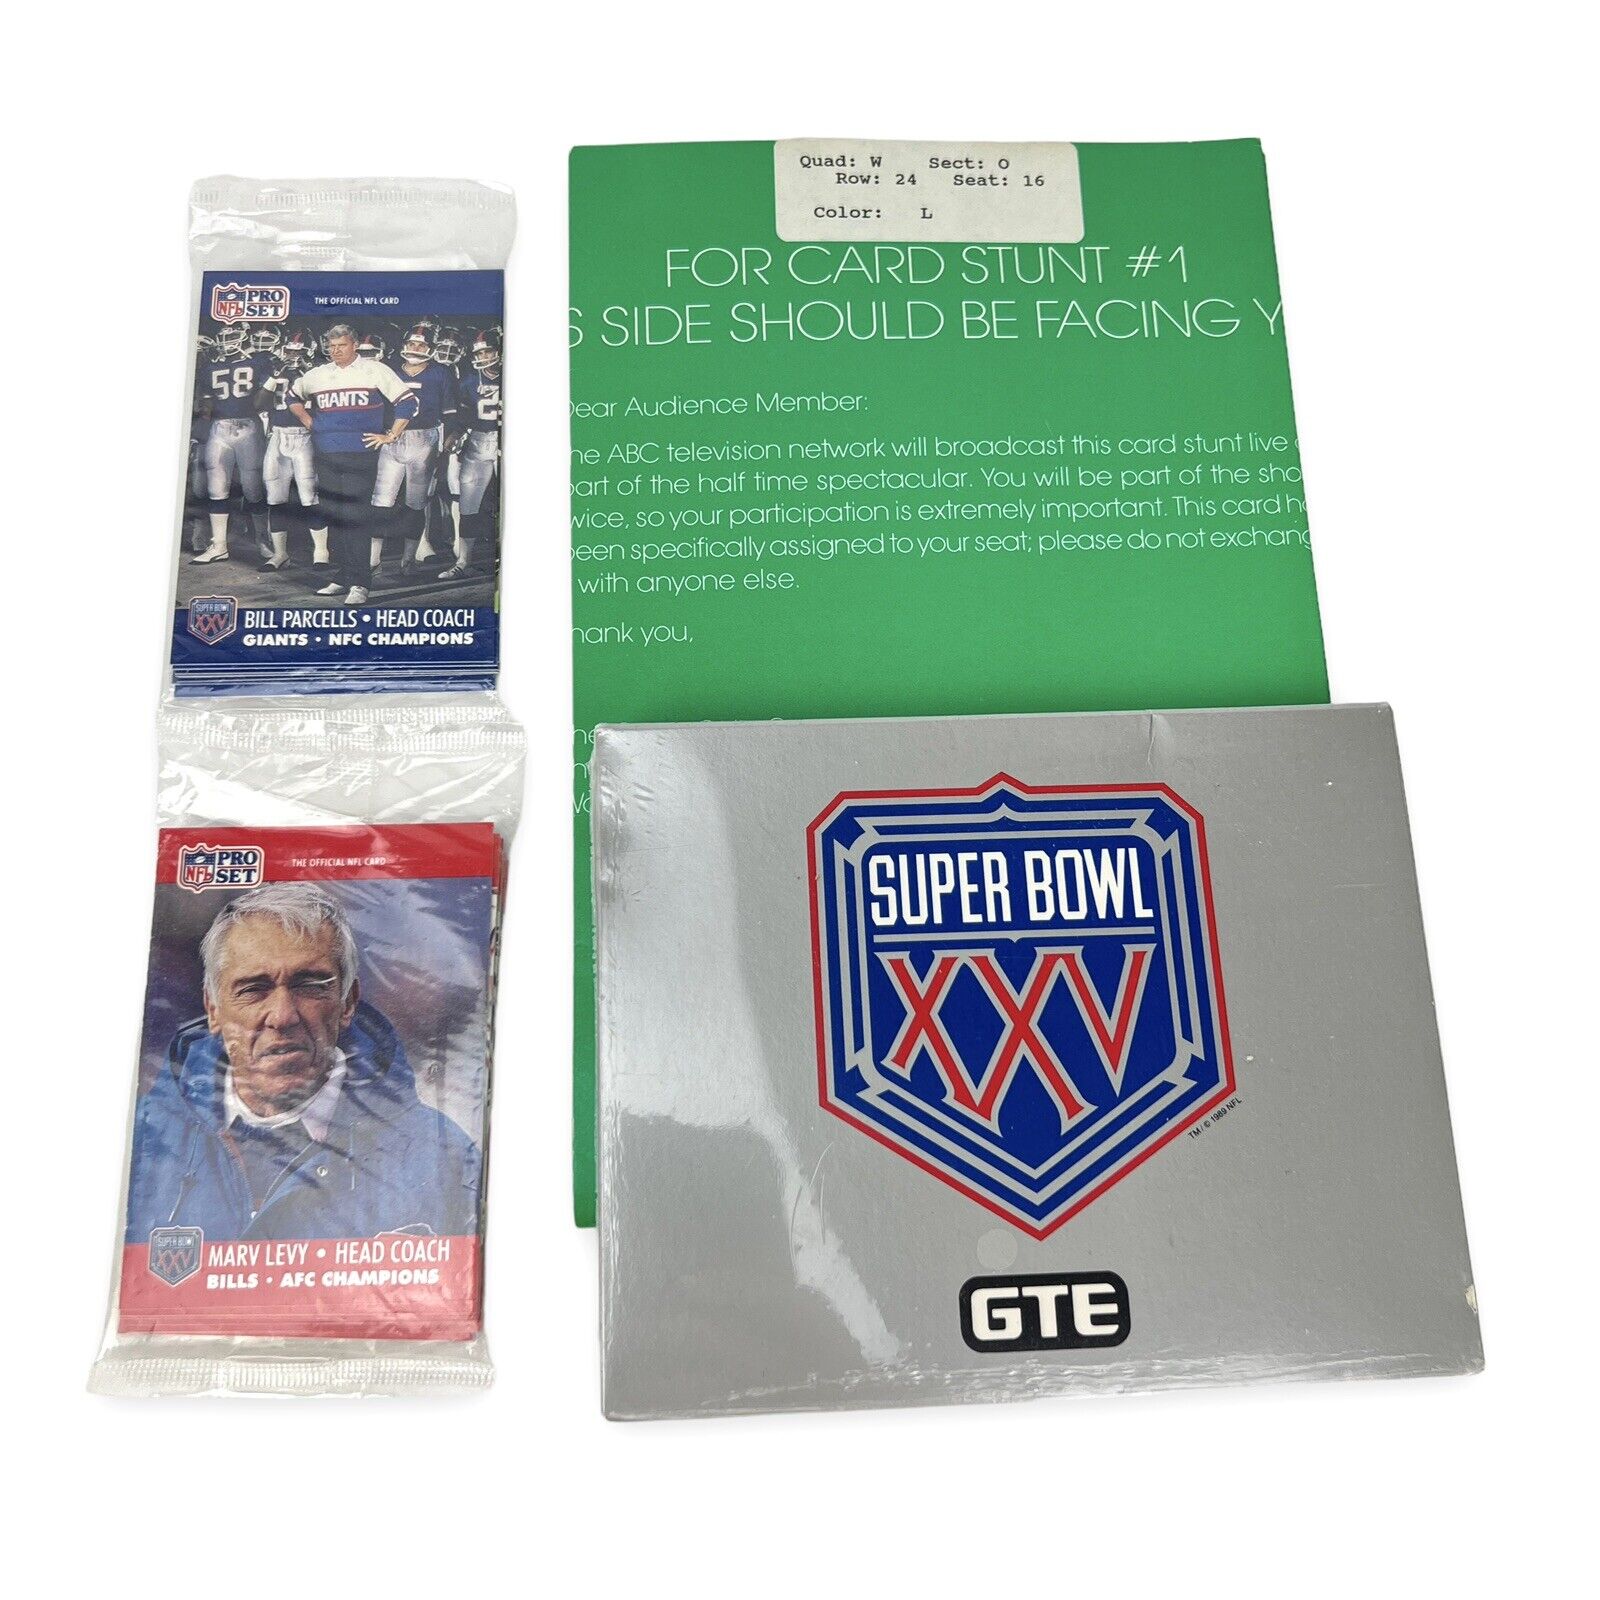 PRO SET
NFL
THE OFFICIAL NFL CARD
58
GIANTS
2
SUPER BOWL
XXV
BILL PARCELLS • HEAD COACH
GIANTS • NFC CHAMPIONS
PRO SET
NFL
THE OFFICIAL NFL CARD
SUPER BOWL
XXV
MARV LEVY • HEAD COACH
BILLS • AFC CHAMPIONS
Quad: W Sect: O
Row: 24 Seat: 16
Color: L
FOR CARD STUNT #1
S SIDE SHOULD BE FACING Y
ear Audience Member:
he ABC television network will broadcast this card stunt live
art of the half time spectacular. You will be part of the sho
wice, so your participation is extremely important. This card ha
een specifically assigned to your seat; please do not exchang
with anyone else.
hank you,
SUPER BOWL
XXV
TM/© 1989 NFL
GTE